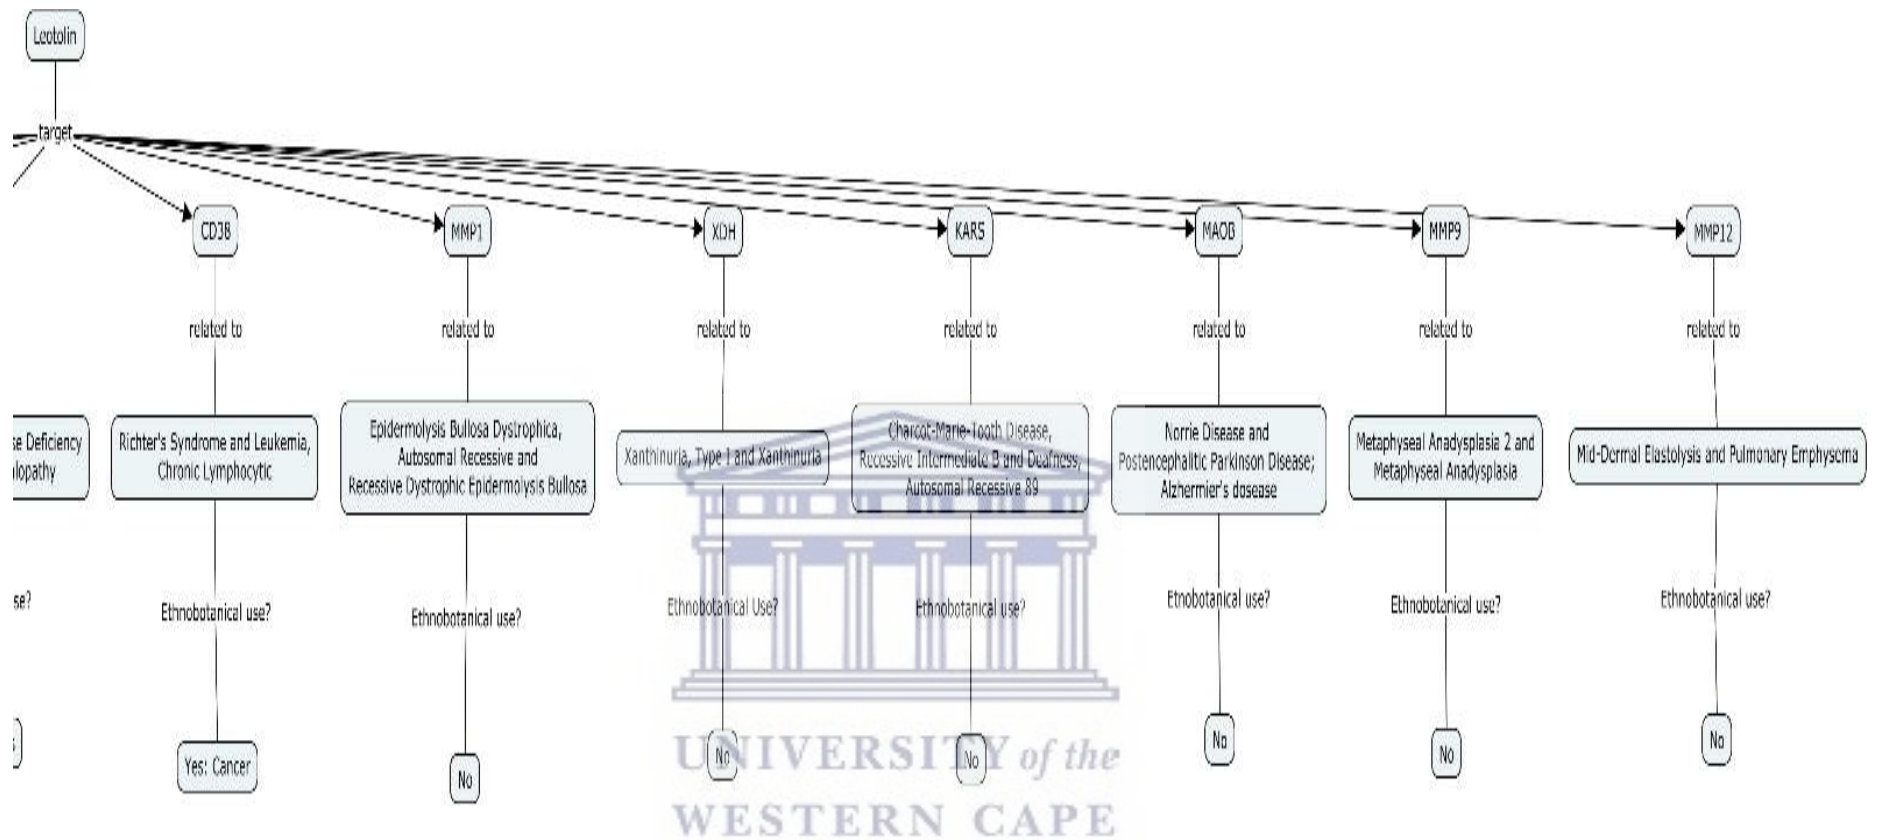 Leotolin
target
CD38
MMP1
XDH
KARS
MAOB
MMP9
MMP12
related to
related to
related to
related to
related to
related to
related to
se Deficiency
lopathy
Richter's Syndrome and Leukemia,
Chronic Lymphocytic
Epidermolysis Bullosa Dystrophica,
Autosomal Recessive and
Recessive Dystrophic Epidermolysis Bullosa
Xanthinuria, Type I and Xanthinuria
Charcot-Marie-Tooth Disease,
Recessive Intermediate B and Deafness,
Autosomal Recessive 89
Norrie Disease and
Postencephalitic Parkinson Disease;
Alzhermier's dosease
Metaphyseal Anadysplasia 2 and
Metaphyseal Anadysplasia
Mid-Dermal Elastolysis and Pulmonary Emphysema
se?
Ethnobotanical use?
Ethnobotanical use?
Ethnobotanical Use?
Ethnobotanical use?
Etnobotanical use?
Ethnobotanical use?
Ethnobotanical use?
Yes: Cancer
No
No
No
No
No
No
UNIVERSITY of the
WESTERN CAPE